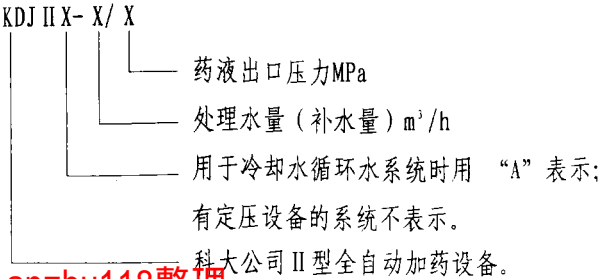 KDJⅡX-X/X
药液出口压力MPa
处理水量(补水量)m³/h
用于冷却水循环水系统时用 “A”表示;
有定压设备的系统不表示。
科大公司Ⅱ型全自动加药设备。